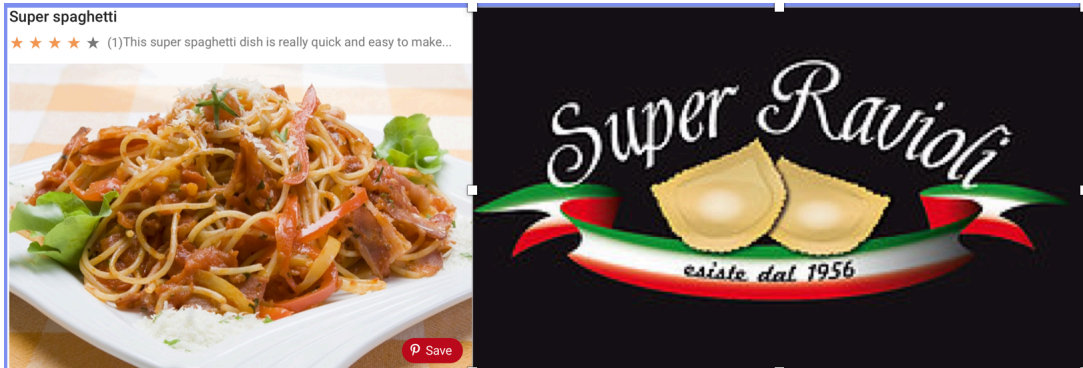 Super spaghetti
(1)This super spaghetti dish is really quick and easy to make...
Save
Super Ravioli
esiste dal 1956